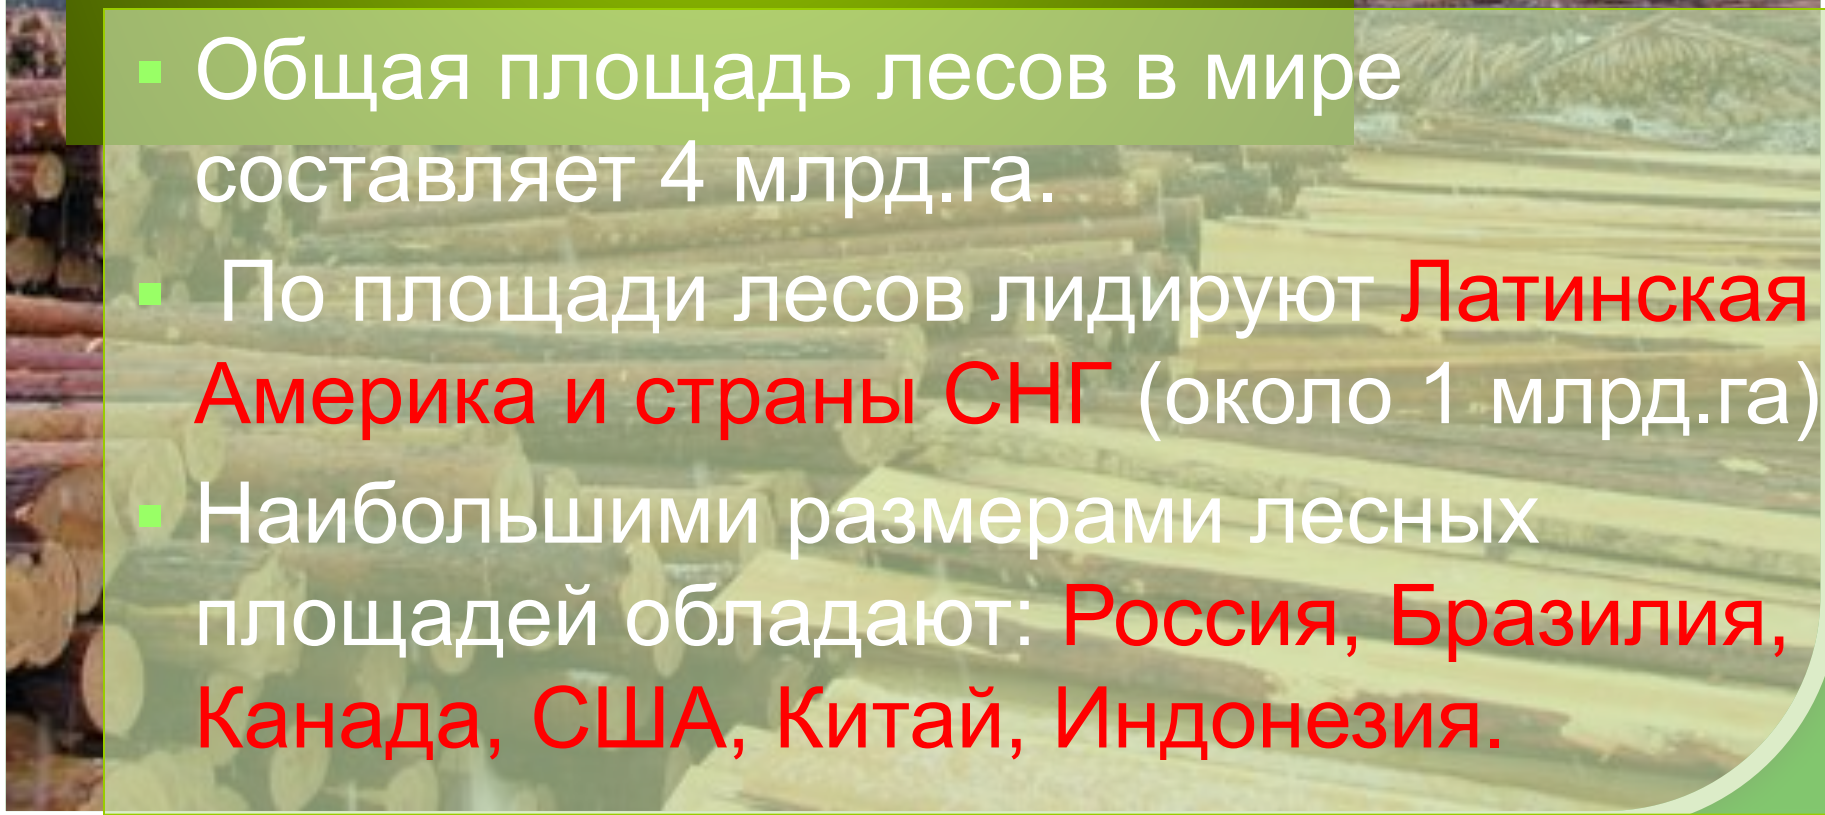 Общая площадь лесов в мире
составляет 4 млрд.га.
По площади лесов лидируют Латинская
Америка и страны СНГ (около 1 млрд.га)
Наибольшими размерами лесных
площадей обладают: Россия, Бразилия,
Канада, США, Китай, Индонезия.